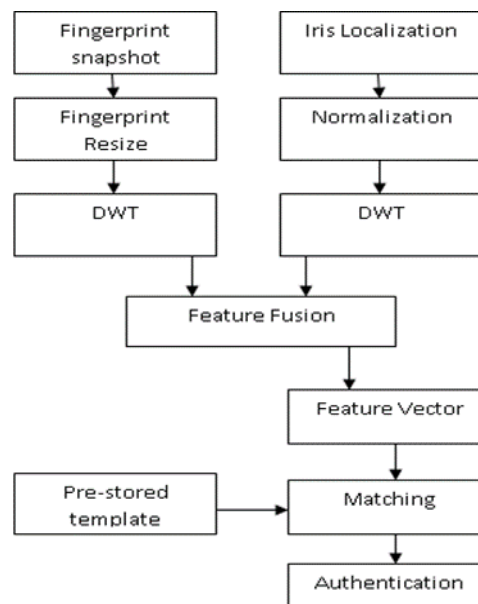 Fingerprint
snapshot
Iris Localization
Fingerprint
Resize
Normalization
DWT
DWT
Feature Fusion
Feature Vector
Pre-stored
template
Matching
Authentication